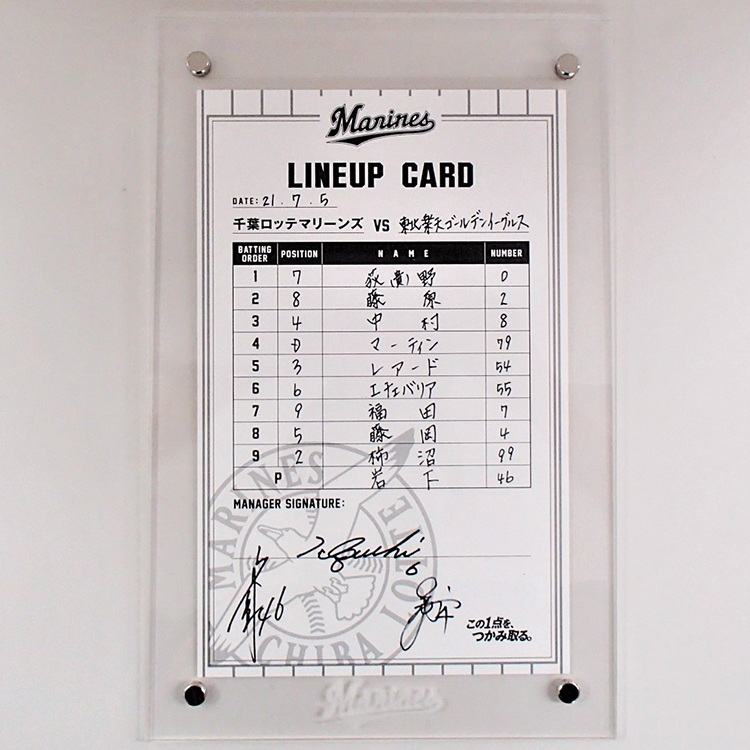 Marines
LINEUP CARD
DATE: 21.7.5
千葉ロッテマリーンズ VS 東北楽天ゴールデンイーグルス
BATTING ORDER POSITION NAME NUMBER
1 7 荻(貴)野 0
2 8 藤原 2
3 4 中村 8
4 D マーティン 79
5 3 レアード 54
6 6 エチェバリア 55
7 9 福田 7
8 5 藤岡 4
9 2 柿沼 99
P 岩下 46
MANAGER SIGNATURE:
MARINES
CHIBA LOTTE
46
6
この1点を、
つかみ取る。
Marines